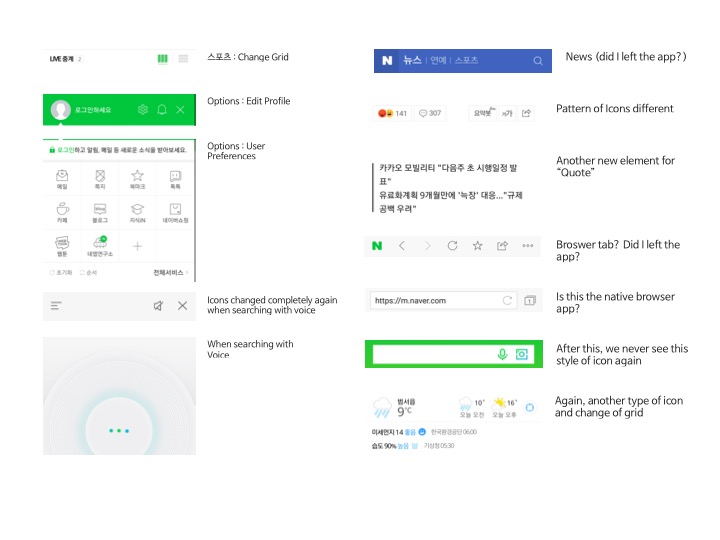 LIVE 중계 2
스포츠 : Change Grid
로그인하세요
Options : Edit Profile
로그인하고 알림, 메일 등 새로운 소식을 받아보세요.
Options : User
Preferences
메일 쪽지 북마크 톡톡
카페 블로그 지식iN 네이버쇼핑
웹툰 네앱연구소
초기화 순서 전체서비스
Icons changed completely again
when searching with voice
When searching with
Voice
N 뉴스 | 연예 | 스포츠
News (did I left the app?)
141 307 요약봇 가
Pattern of Icons different
카카오 모빌리티 "다음주 초 시행일정 발
표"
유료화계획 9개월만에 '늑장' 대응..."규제
공백 우려"
Another new element for
"Quote"
N
Broswer tab? Did I left the
app?
https://m.naver.com 1
Is this the native browser
app?
After this, we never see this
style of icon again
범서읍
9°C
10° 16°
오늘 오전 오늘 오후
미세먼지 14 좋음 한국환경공단 06:00
습도 90% 높음 기상청 05:30
Again, another type of icon
and change of grid